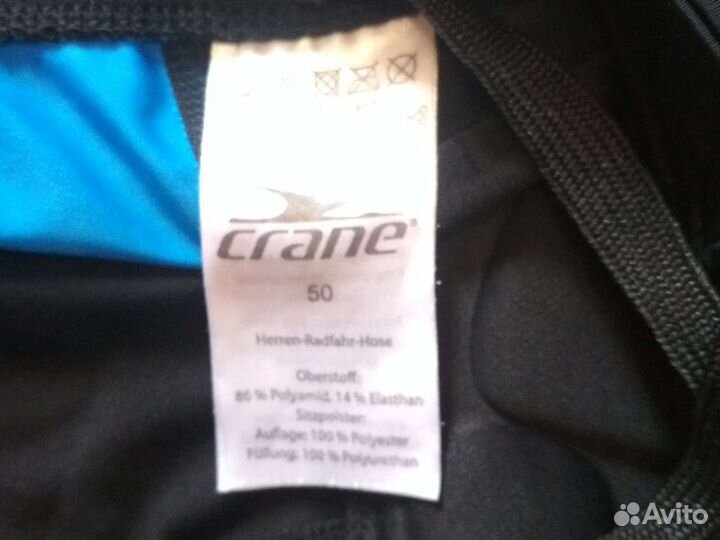 crane®
50
Herren-Radfahr-Hose
Oberstoff:
86 % Polyamid, 14 % Elasthan
Sitzpolster:
Auflage: 100 % Polyester
Füllung: 100 % Polyurethan
Avito